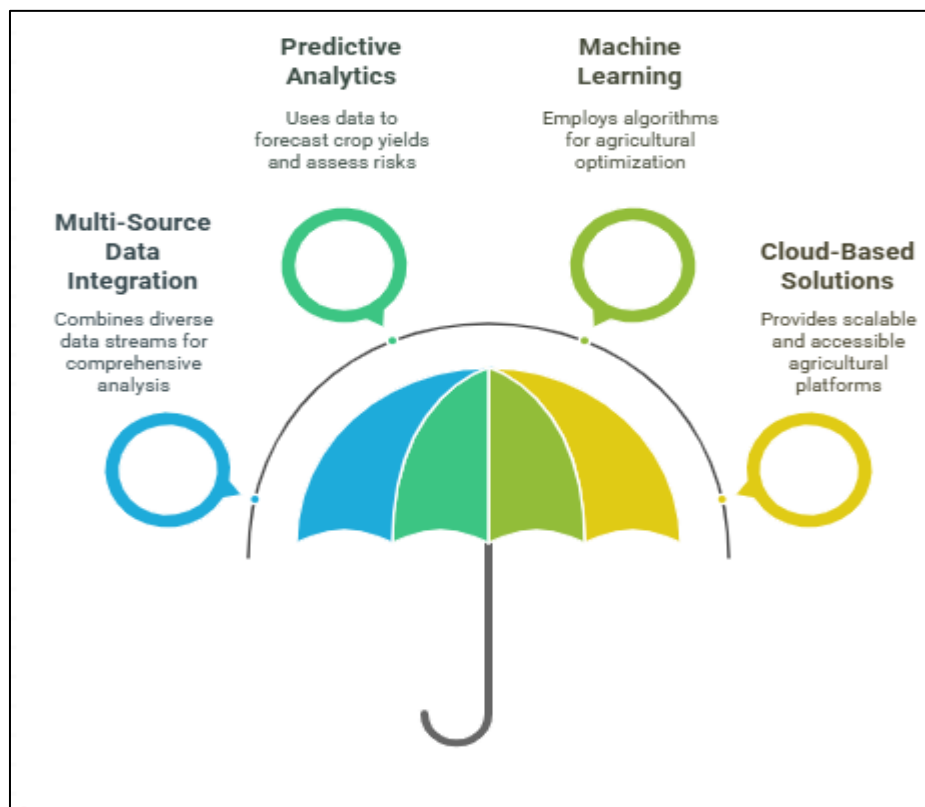 Predictive
Analytics
Uses data to
forecast crop yields
and assess risks
Machine
Learning
Employs algorithms
for agricultural
optimization
Multi-Source
Data
Integration
Combines diverse
data streams for
comprehensive
analysis
Cloud-Based
Solutions
Provides scalable
and accessible
agricultural
platforms